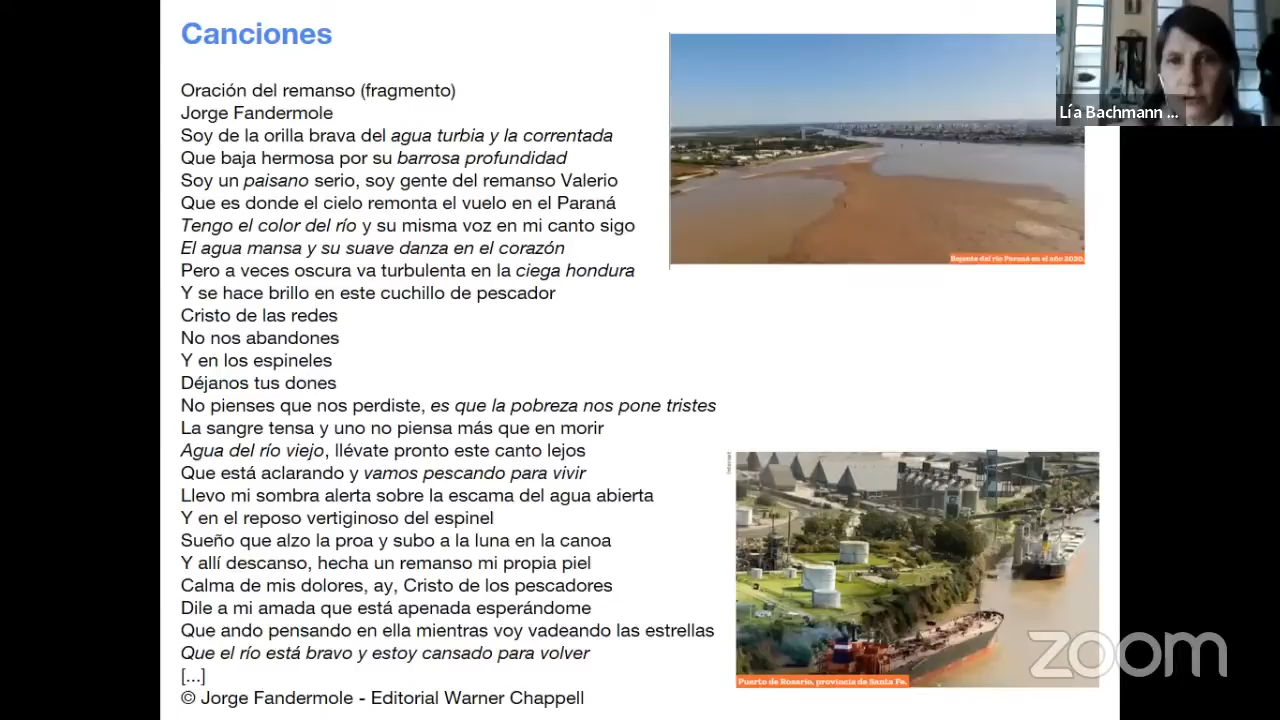 Canciones
Oración del remanso (fragmento)
Jorge Fandermole
Soy de la orilla brava del agua turbia y la correntada
Que baja hermosa por su barrosa profundidad
Soy un paisano serio, soy gente del remanso Valerio
Que es donde el cielo remonta el vuelo en el Paraná
Tengo el color del río y su misma voz en mi canto sigo
El agua mansa y su suave danza en el corazón
Pero a veces oscura va turbulenta en la ciega hondura
Y se hace brillo en este cuchillo de pescador
Cristo de las redes
No nos abandones
Y en los espineles
Déjanos tus dones
No pienses que nos perdiste, es que la pobreza nos pone tristes
La sangre tensa y uno no piensa más que en morir
Agua del río viejo, llévate pronto este canto lejos
Que está aclarando y vamos pescando para vivir
Llevo mi sombra alerta sobre la escama del agua abierta
Y en el reposo vertiginoso del espinel
Sueño que alzo la proa y subo a la luna en la canoa
Y allí descanso, hecha un remanso mi propia piel
Calma de mis dolores, ay, Cristo de los pescadores
Dile a mi amada que está apenada esperándome
Que ando pensando en ella mientras voy vadeando las estrellas
Que el río está bravo y estoy cansado para volver
[...]
© Jorge Fandermole - Editorial Warner Chappell
Lía Bachmann ...
Bajante del río Paraná en el año 2020.
Puerto de Rosario, provincia de Santa Fe.
zoom